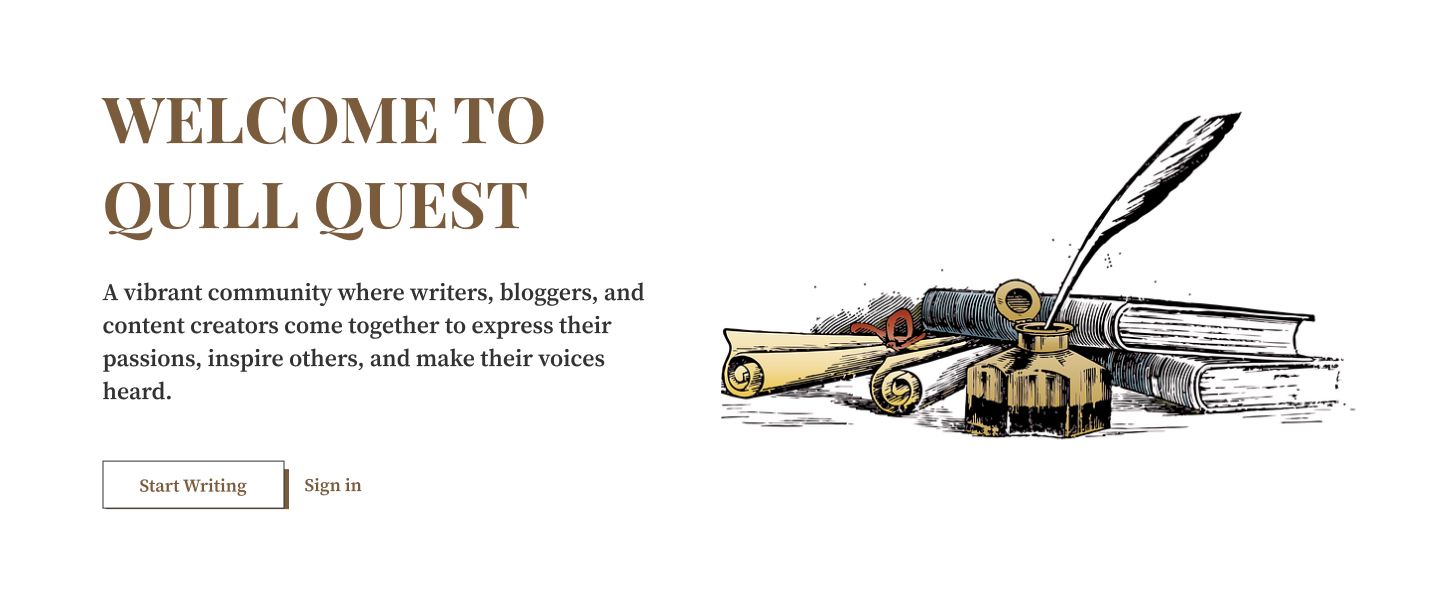 WELCOME TO
QUILL QUEST
A vibrant community where writers, bloggers, and
content creators come together to express their
passions, inspire others, and make their voices
heard.
Start Writing
Sign in